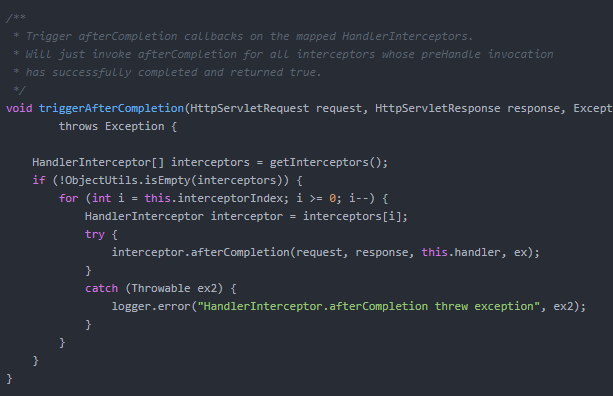 /**
 * Trigger afterCompletion callbacks on the mapped HandlerInterceptors.
 * Will just invoke afterCompletion for all interceptors whose preHandle invocation
 * has successfully completed and returned true.
 */
void triggerAfterCompletion(HttpServletRequest request, HttpServletResponse response, Except
        throws Exception {

    HandlerInterceptor[] interceptors = getInterceptors();
    if (!ObjectUtils.isEmpty(interceptors)) {
        for (int i = this.interceptorIndex; i >= 0; i--) {
            HandlerInterceptor interceptor = interceptors[i];
            try {
                interceptor.afterCompletion(request, response, this.handler, ex);
            }
            catch (Throwable ex2) {
                logger.error("HandlerInterceptor.afterCompletion threw exception", ex2);
            }
        }
    }
}